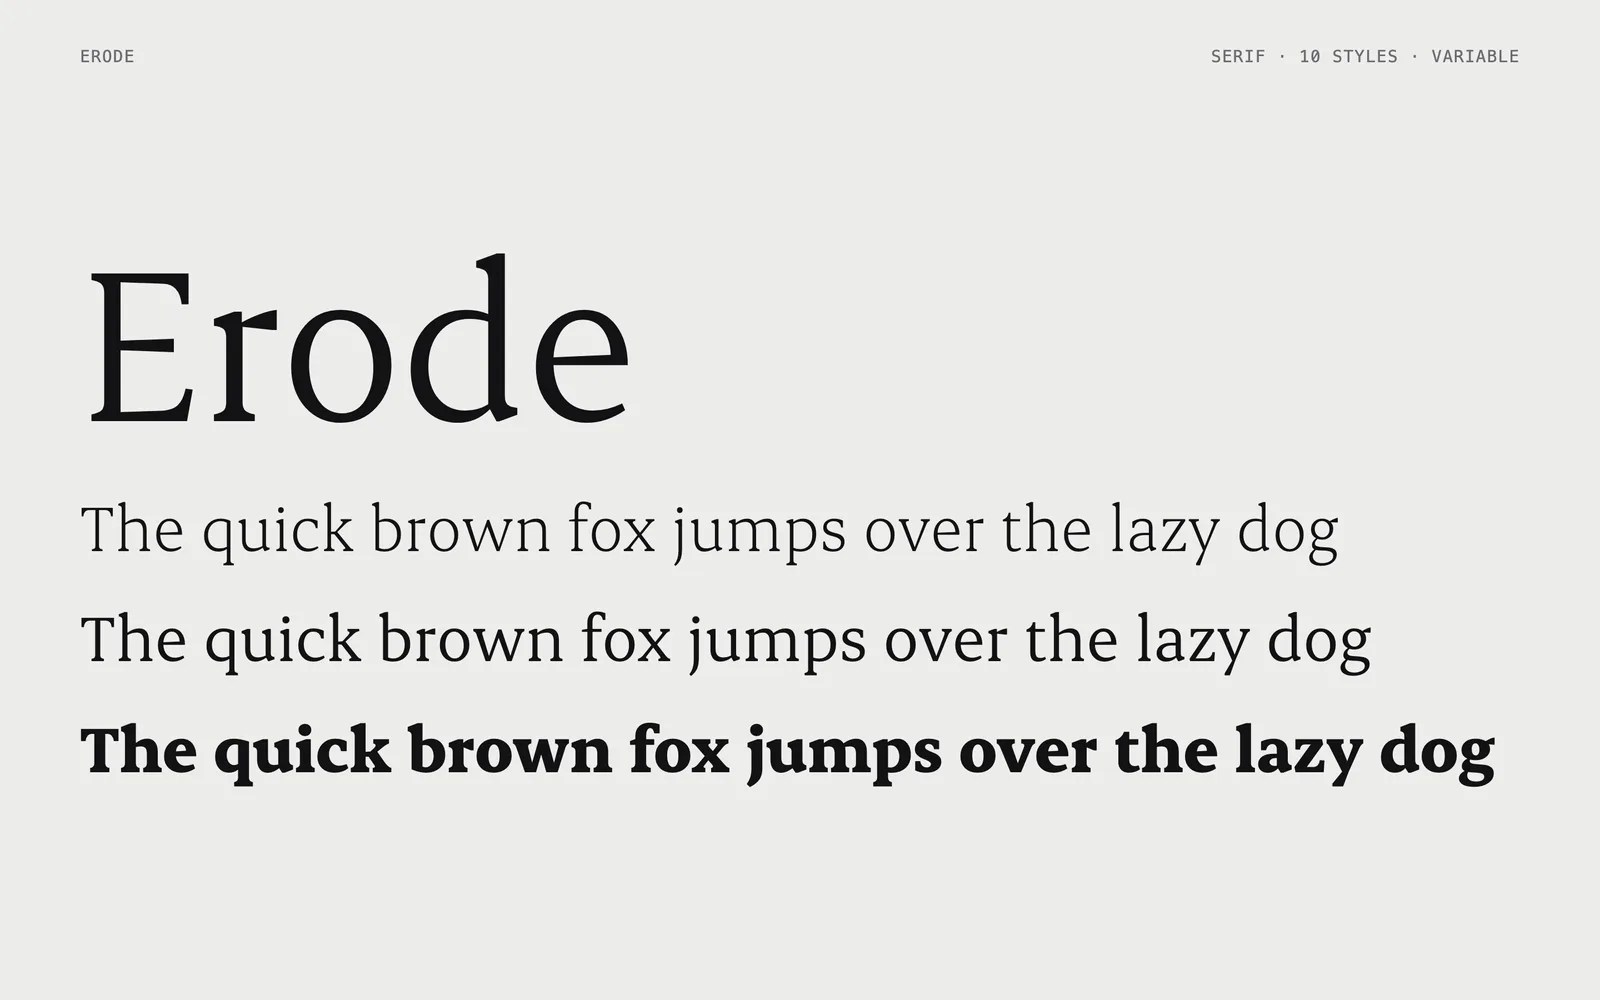 ERODE
SERIF · 10 STYLES · VARIABLE
Erode
The quick brown fox jumps over the lazy dog
The quick brown fox jumps over the lazy dog
The quick brown fox jumps over the lazy dog